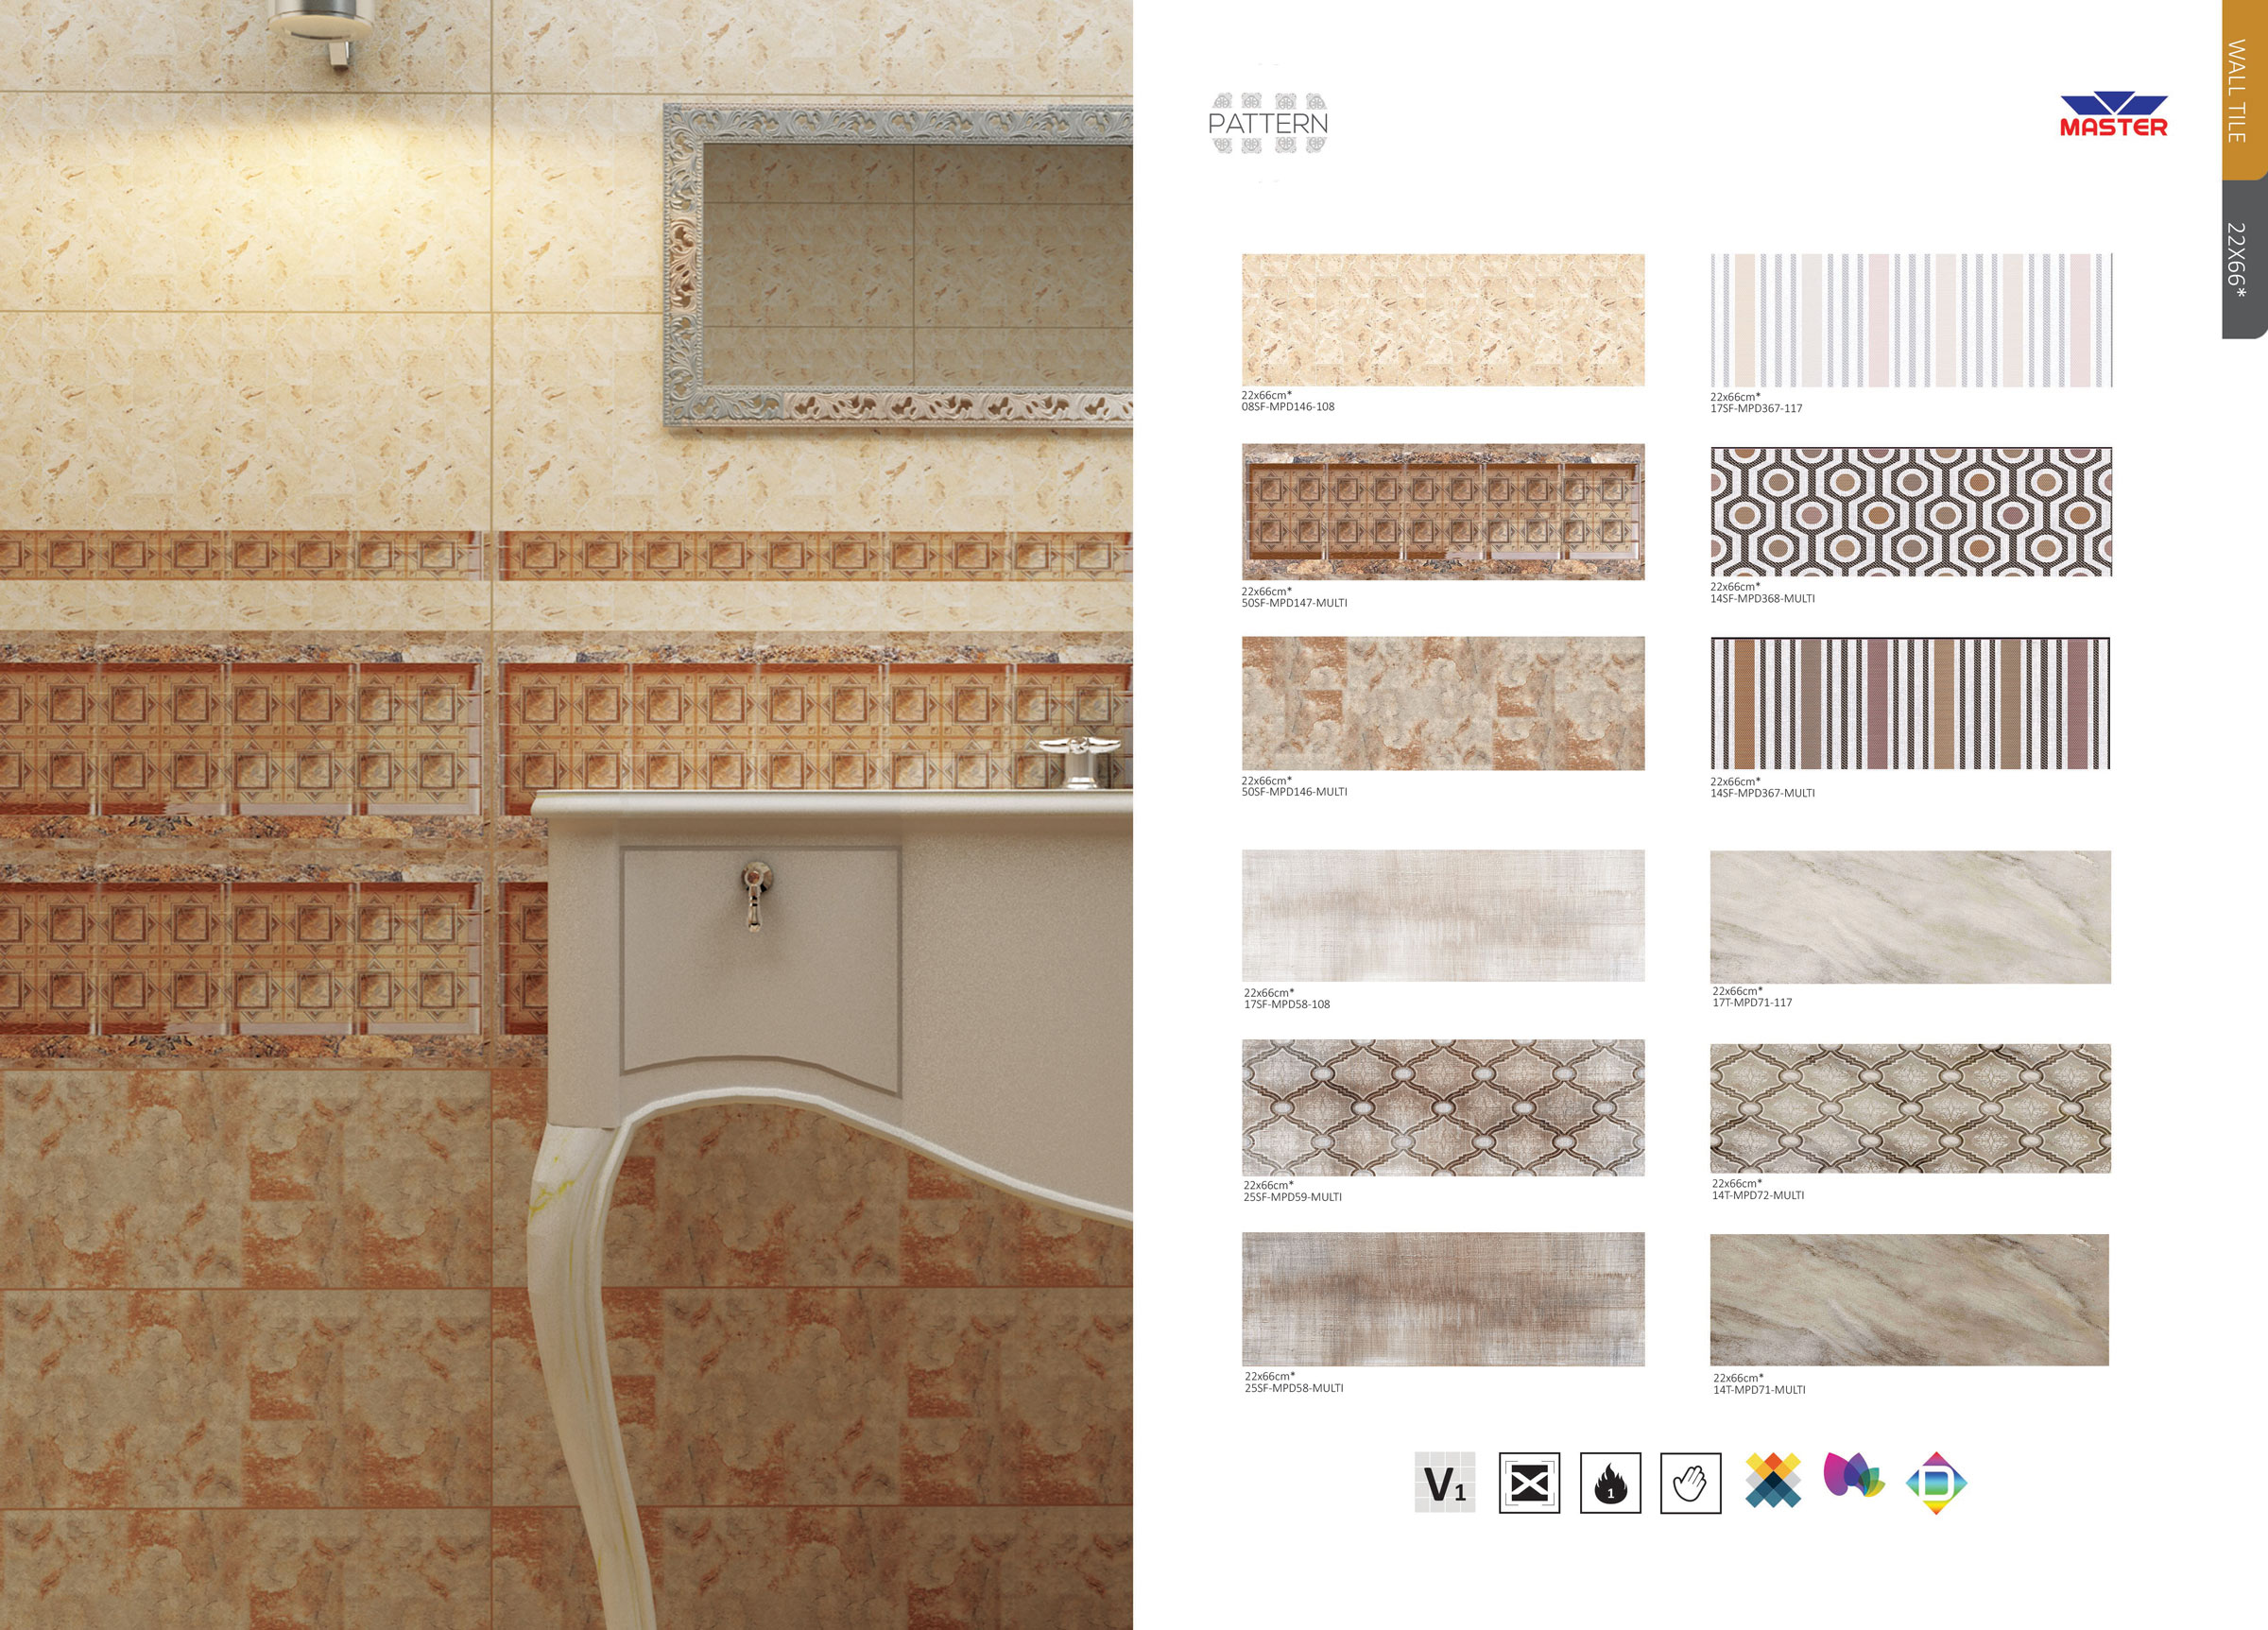 PATTERN
MASTER
WALL TILE
22X66*
22x66cm*
08SF-MPD146-108
22x66cm*
17SF-MPD367-117
22x66cm*
50SF-MPD147-MULTI
22x66cm*
14SF-MPD368-MULTI
22x66cm*
50SF-MPD146-MULTI
22x66cm*
14SF-MPD367-MULTI
22x66cm*
17SF-MPD58-108
22x66cm*
17T-MPD71-117
22x66cm*
25SF-MPD59-MULTI
22x66cm*
14T-MPD72-MULTI
22x66cm*
25SF-MPD58-MULTI
22x66cm*
14T-MPD71-MULTI
V1
1
D